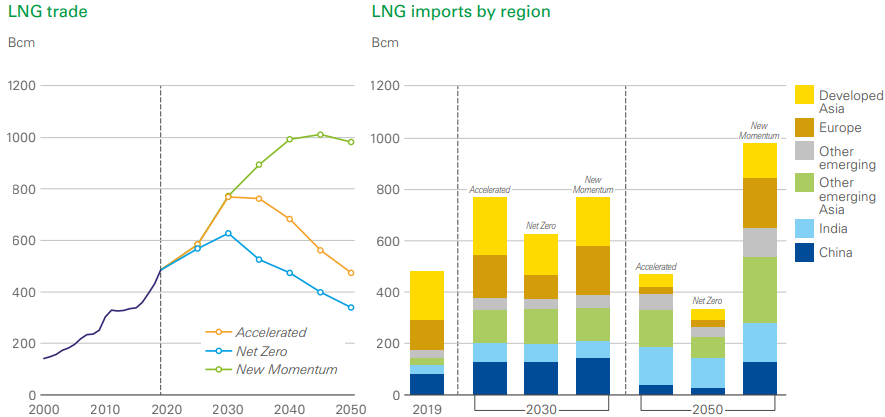 LNG trade
Bcm
1200
1000
800
600
400
200
0
2000
2010
2020
2030
2040
2050
Accelerated
Net Zero
New Momentum
LNG imports by region
Bcm
1200
1000
800
600
400
200
0
Accelerated
Net Zero
New
Momentum
Accelerated
Net Zero
New
Momentum
2019
2030
2050
Developed
Asia
Europe
Other
emerging
Other
emerging
Asia
India
China